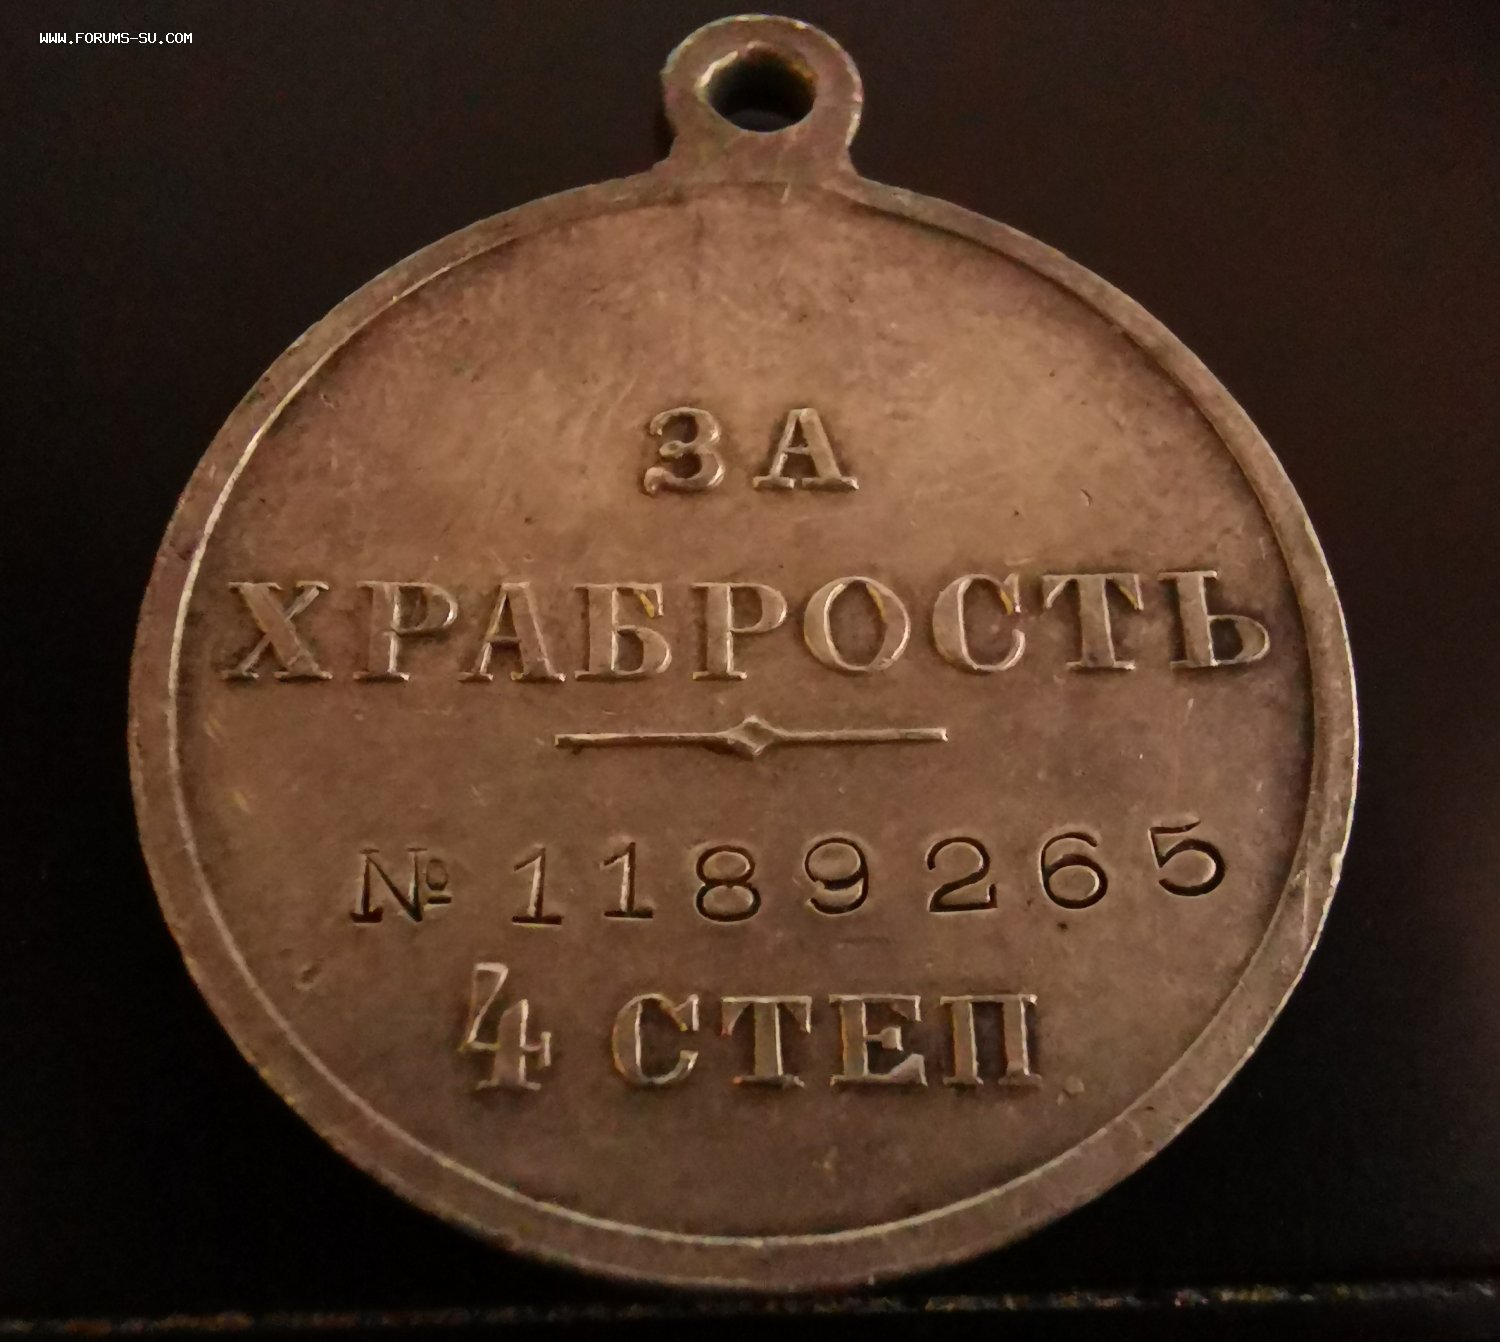 WWW.FORUMS-SU.COM
ЗА
ХРАБРОСТЬ
№ 1189265
4 СТЕП